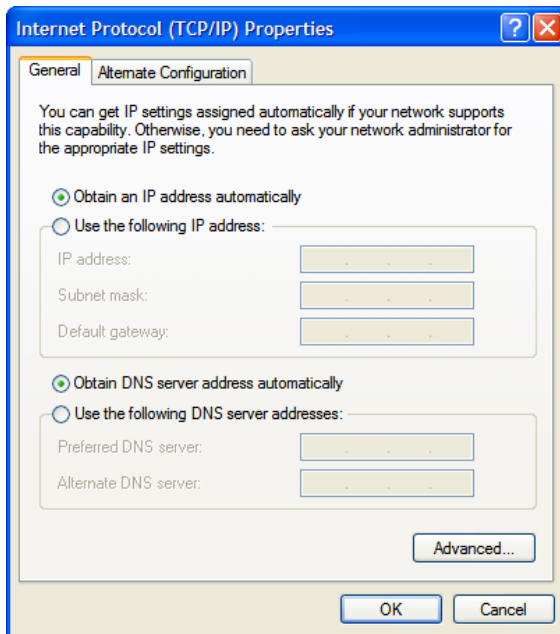 Internet Protocol (TCP/IP) Properties
General
Alternate Configuration
You can get IP settings assigned automatically if your network supports
this capability. Otherwise, you need to ask your network administrator for
the appropriate IP settings.
Obtain an IP address automatically
Use the following IP address:
IP address:
Subnet mask:
Default gateway:
Obtain DNS server address automatically
Use the following DNS server addresses:
Preferred DNS server:
Alternate DNS server:
Advanced...
OK
Cancel